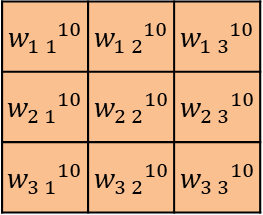 w₁ ₁¹⁰ w₁ ₂¹⁰ w₁ ₃¹⁰
w₂ ₁¹⁰ w₂ ₂¹⁰ w₂ ₃¹⁰
w₃ ₁¹⁰ w₃ ₂¹⁰ w₃ ₃¹⁰